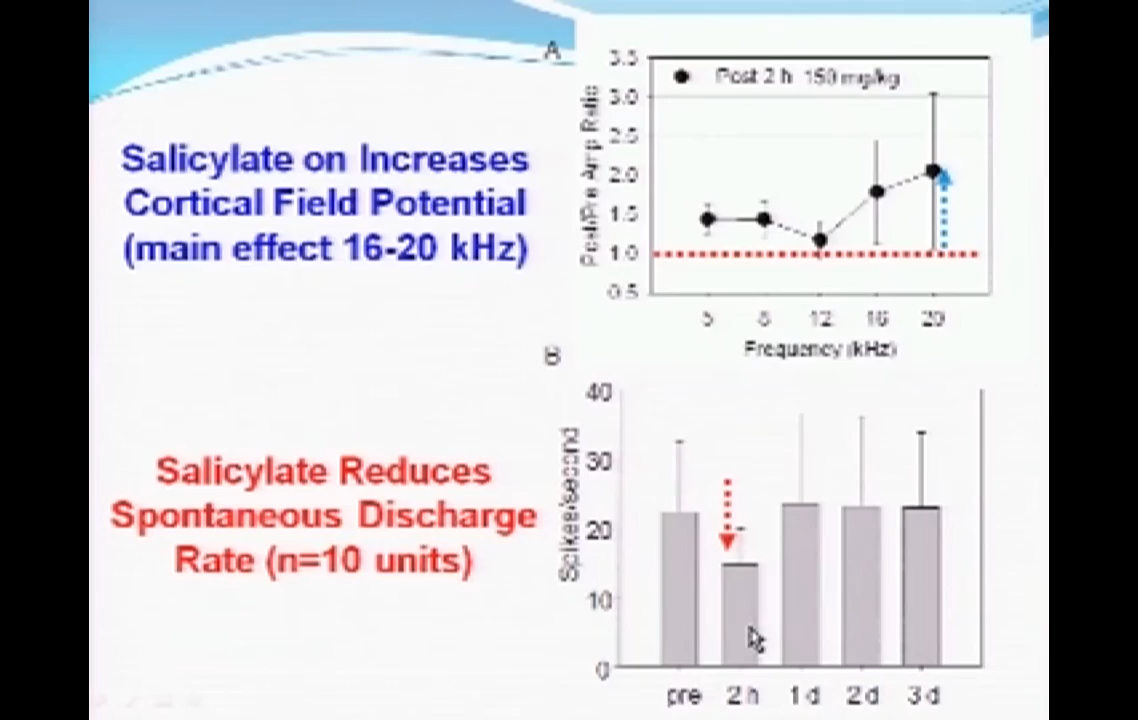 A
Salicylate on Increases
Cortical Field Potential
(main effect 16-20 kHz)
Post 2 h 150 mg/kg
Post/Pre Amp Ratio
3.5
3.0
2.5
2.0
1.5
1.0
0.5
5 8 12 16 20
Frequency (kHz)
B
Salicylate Reduces
Spontaneous Discharge
Rate (n=10 units)
Spikes/second
40
30
20
10
0
pre 2 h 1 d 2 d 3 d